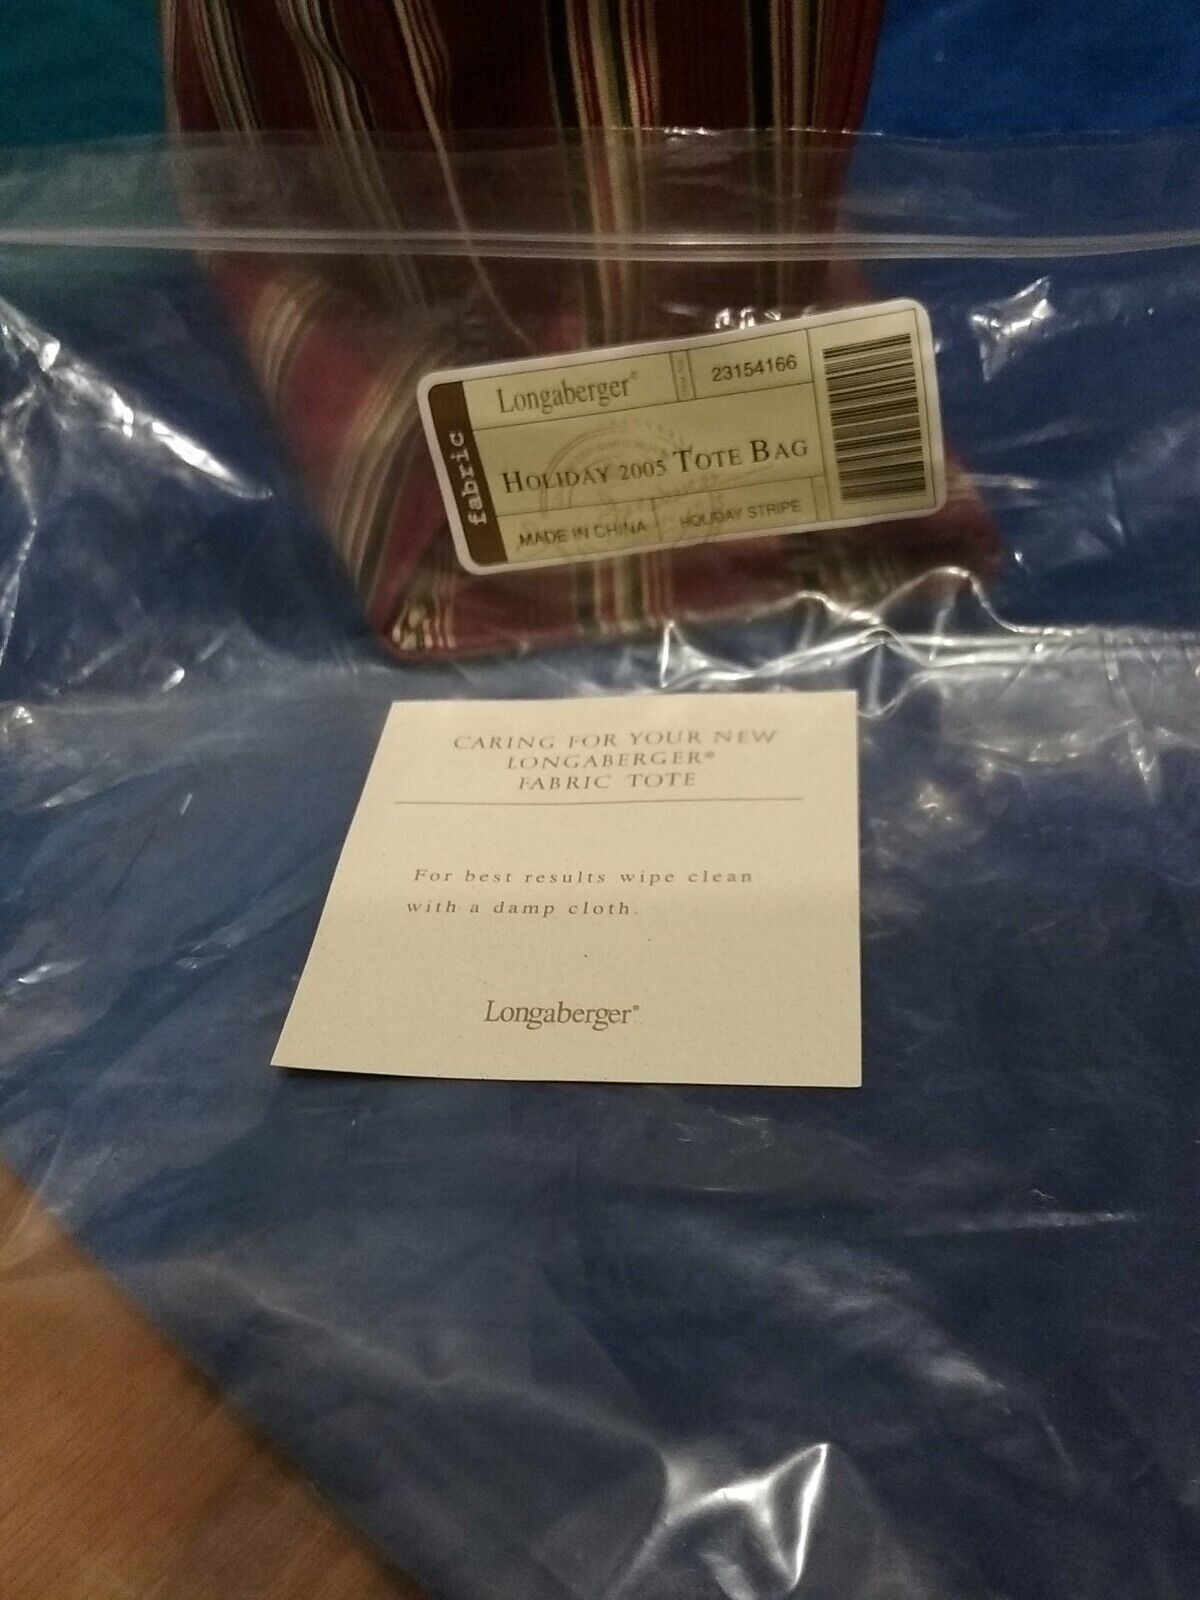 fabric
Longaberger®
23154166
HOLIDAY 2005 TOTE BAG
MADE IN CHINA
HOLIDAY STRIPE
CARING FOR YOUR NEW
LONGABERGER®
FABRIC TOTE
For best results wipe clean
with a damp cloth.
Longaberger®